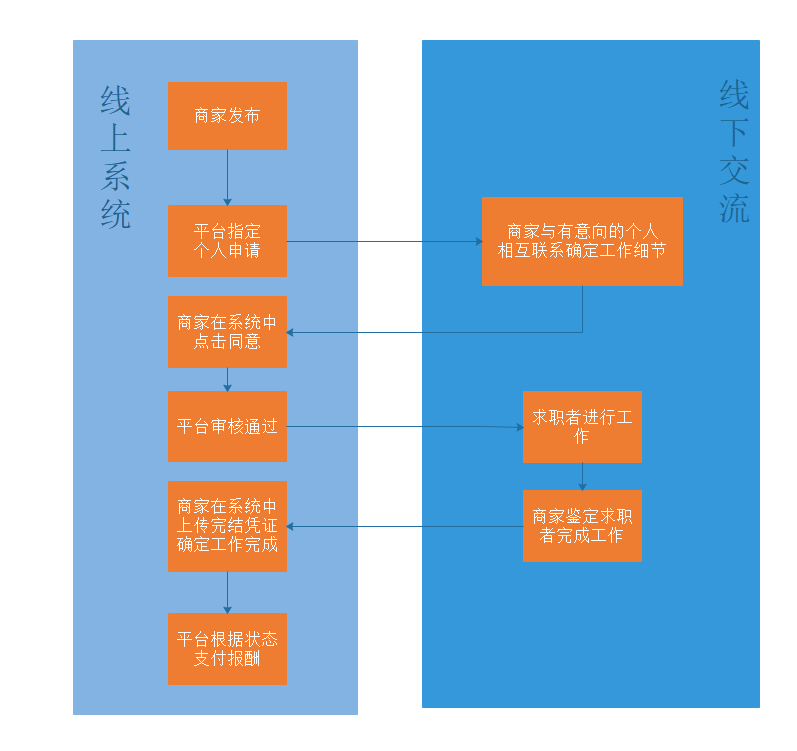 线上系统
商家发布
平台指定
个人申请
商家在系统中
点击同意
平台审核通过
商家在系统中
上传完结凭证
确定工作完成
平台根据状态
支付报酬
线下交流
商家与有意向的个人
相互联系确定工作细节
求职者进行工
作
商家鉴定求职
者完成工作